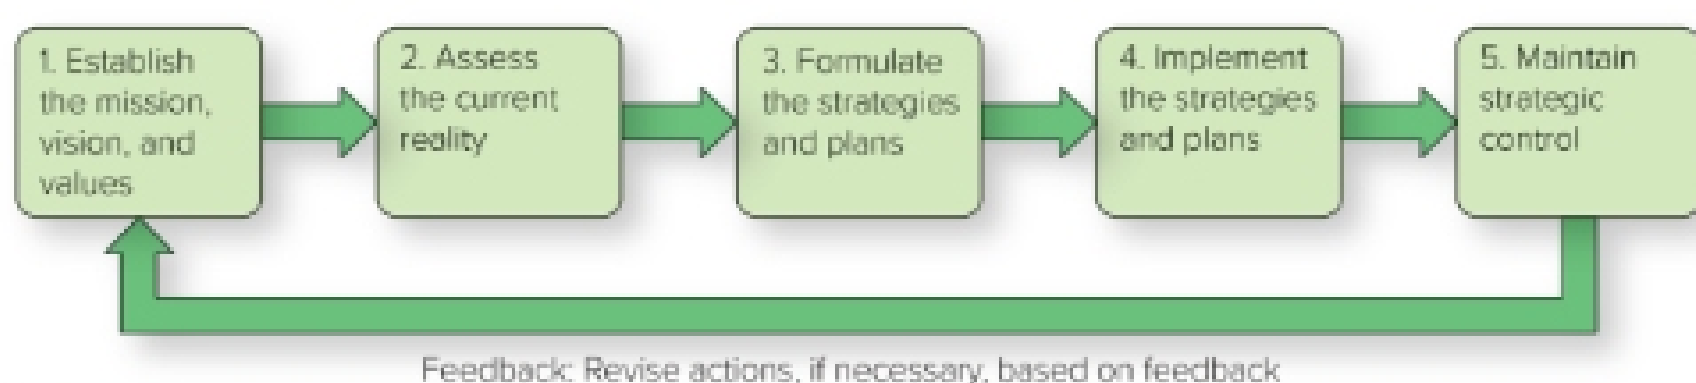 1. Establish
the mission,
vision, and
values
2. Assess
the current
reality
3. Formulate
the strategies
and plans
4. Implement
the strategies
and plans
5. Maintain
strategic
control
Feedback: Revise actions, if necessary, based on feedback